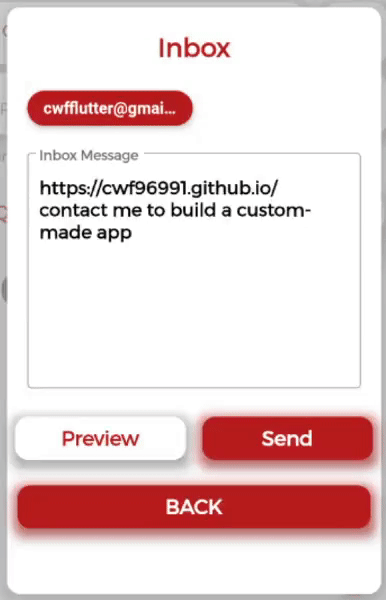 Inbox
cwfflutter@gmai...
Inbox Message
https://cwf96991.github.io/
contact me to build a custom-
made app
Preview
Send
BACK